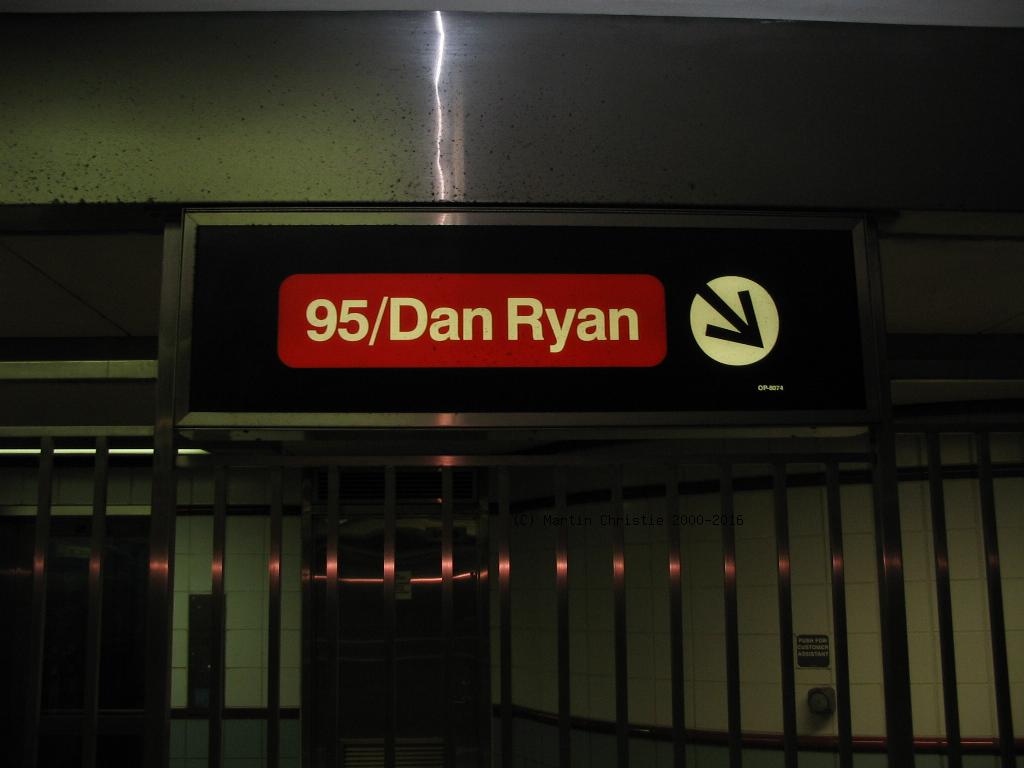 95/Dan Ryan
OP-8074
(C) Martin Christie 2000-2016
PUSH FOR
CUSTOMER
ASSISTANT